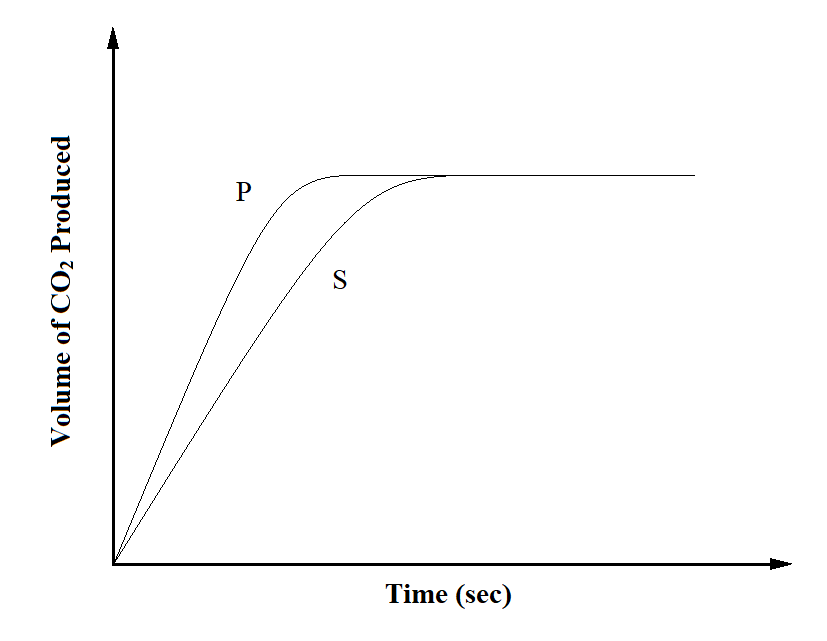 Volume of CO₂ Produced
P
S
Time (sec)